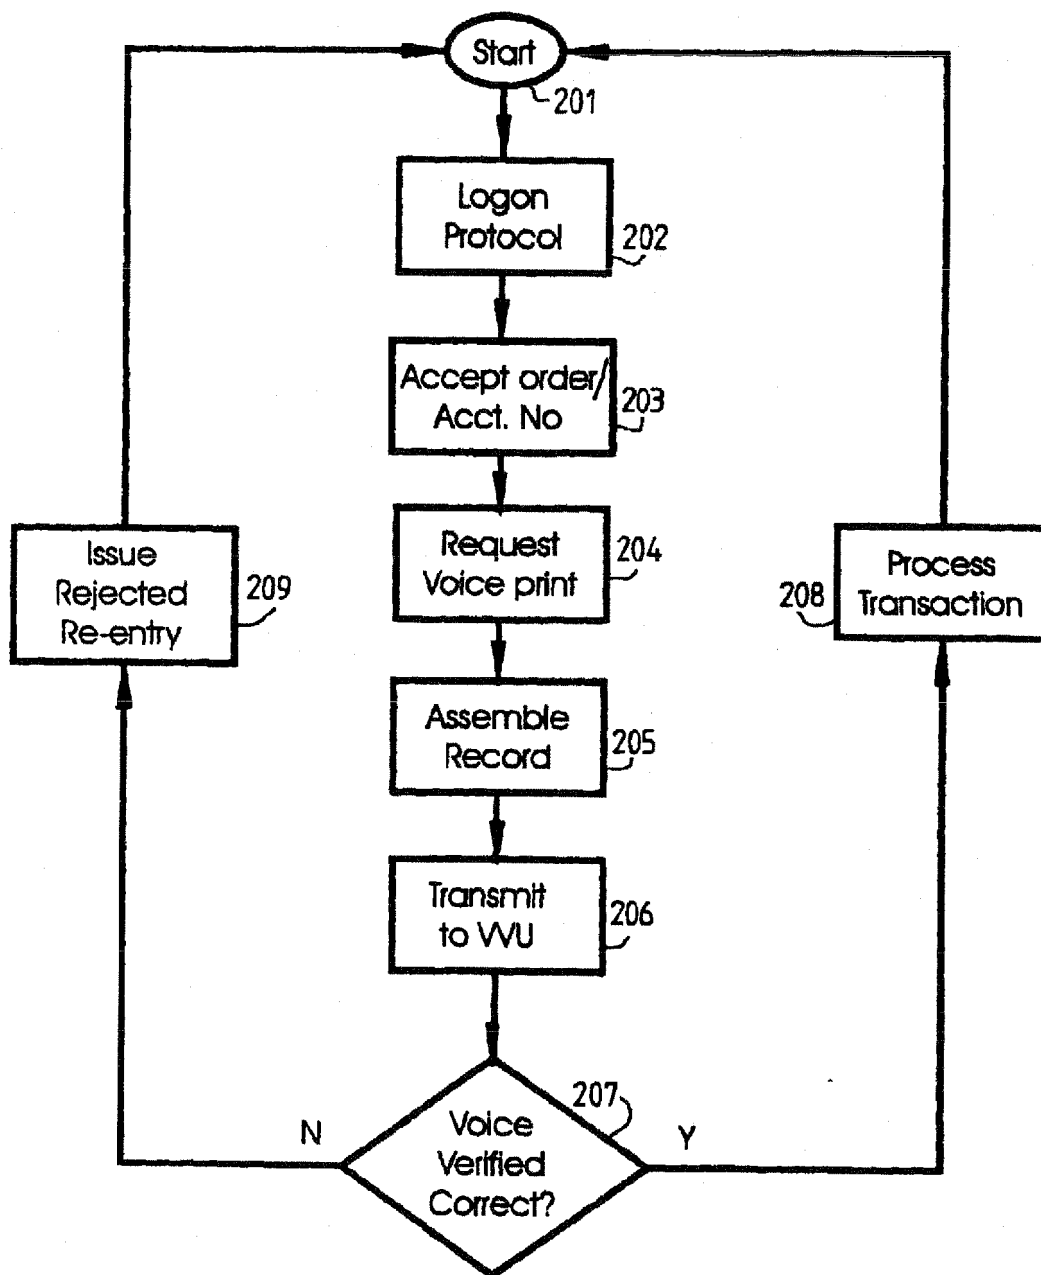 Start
201
Logon
Protocol
202
Accept order/
Acct. No
203
Request
Voice print
204
Assemble
Record
205
Transmit
to VVU
206
Voice
Verified
Correct?
207
N
Y
Issue
Rejected
Re-entry
209
Process
Transaction
208